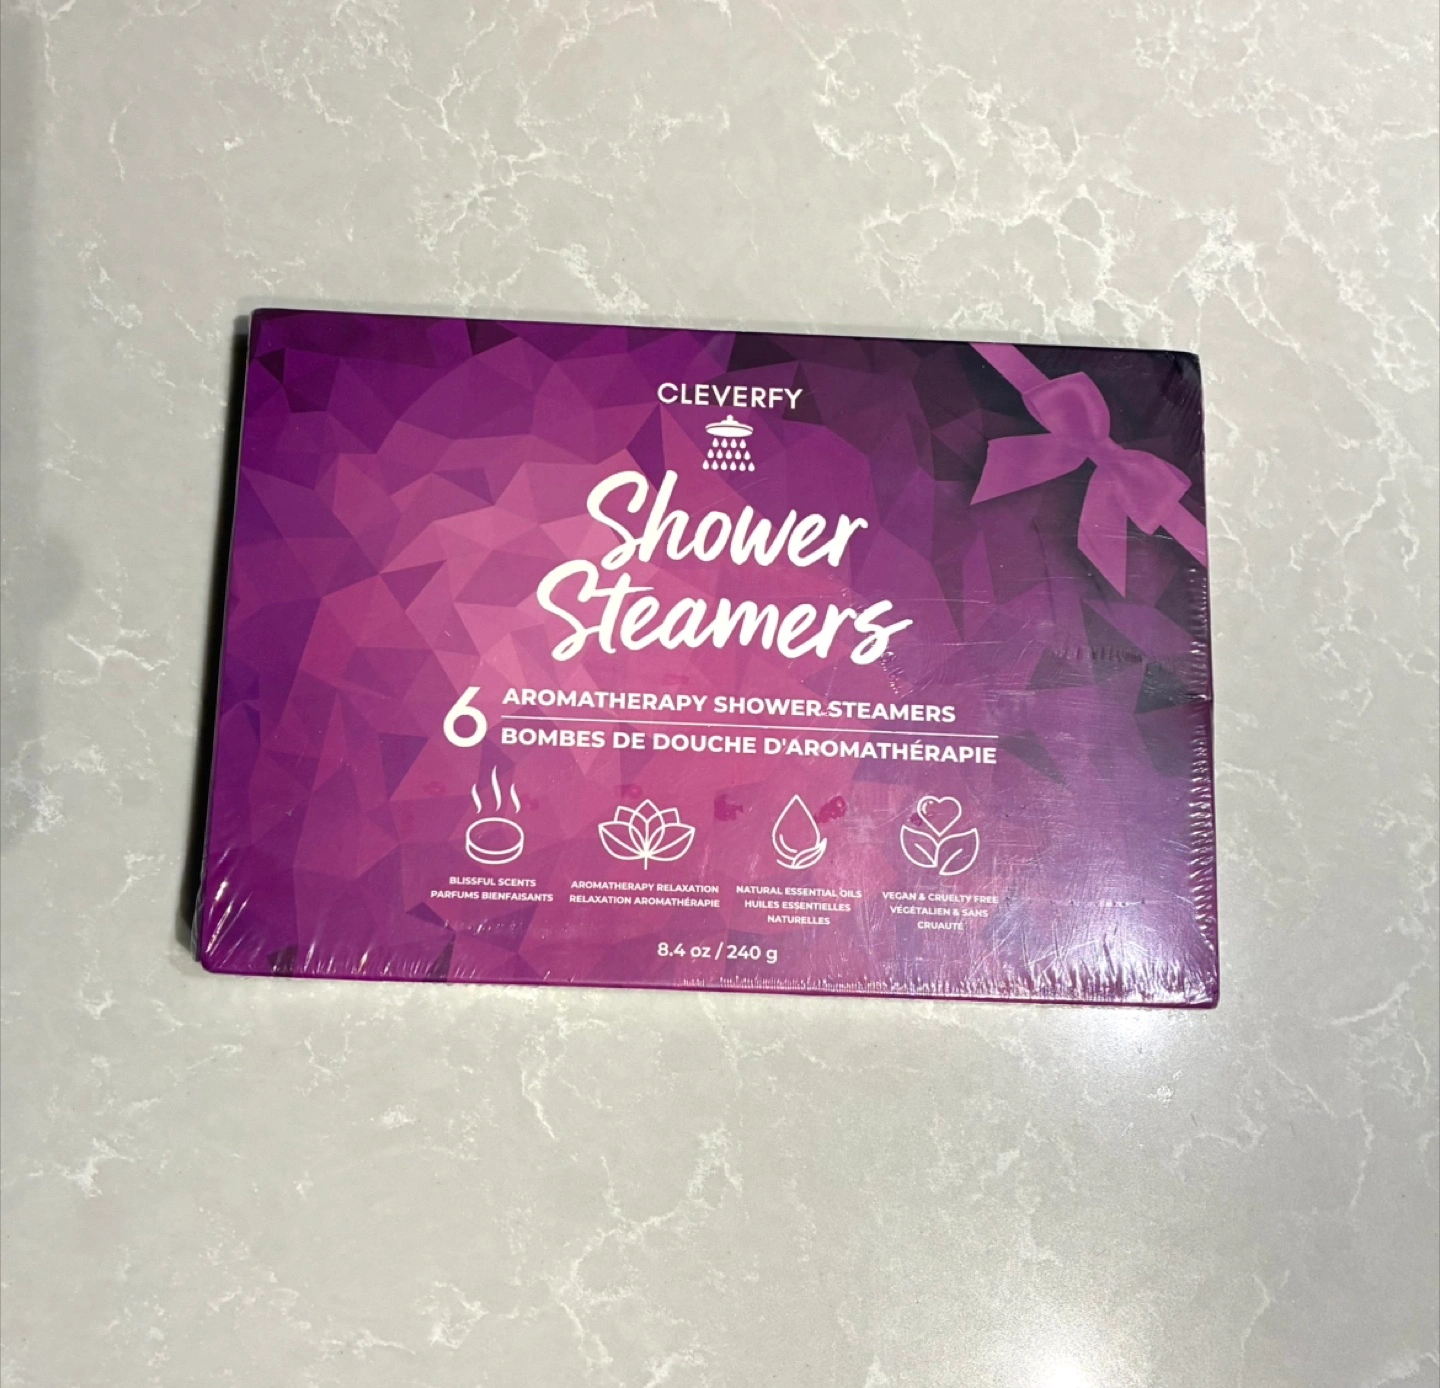 CLEVERFY
Shower
Steamers
6
AROMATHERAPY SHOWER STEAMERS
BOMBES DE DOUCHE D'AROMATHÉRAPIE
BLISSFUL SCENTS
PARFUMS BIENFAISANTS
AROMATHERAPY RELAXATION
RELAXATION AROMATHÉRAPIE
NATURAL ESSENTIAL OILS
HUILES ESSENTIELLES
NATURELLES
VEGAN & CRUELTY FREE
VÉGÉTALIEN & SANS
CRUAUTÉ
8.4 oz / 240 g